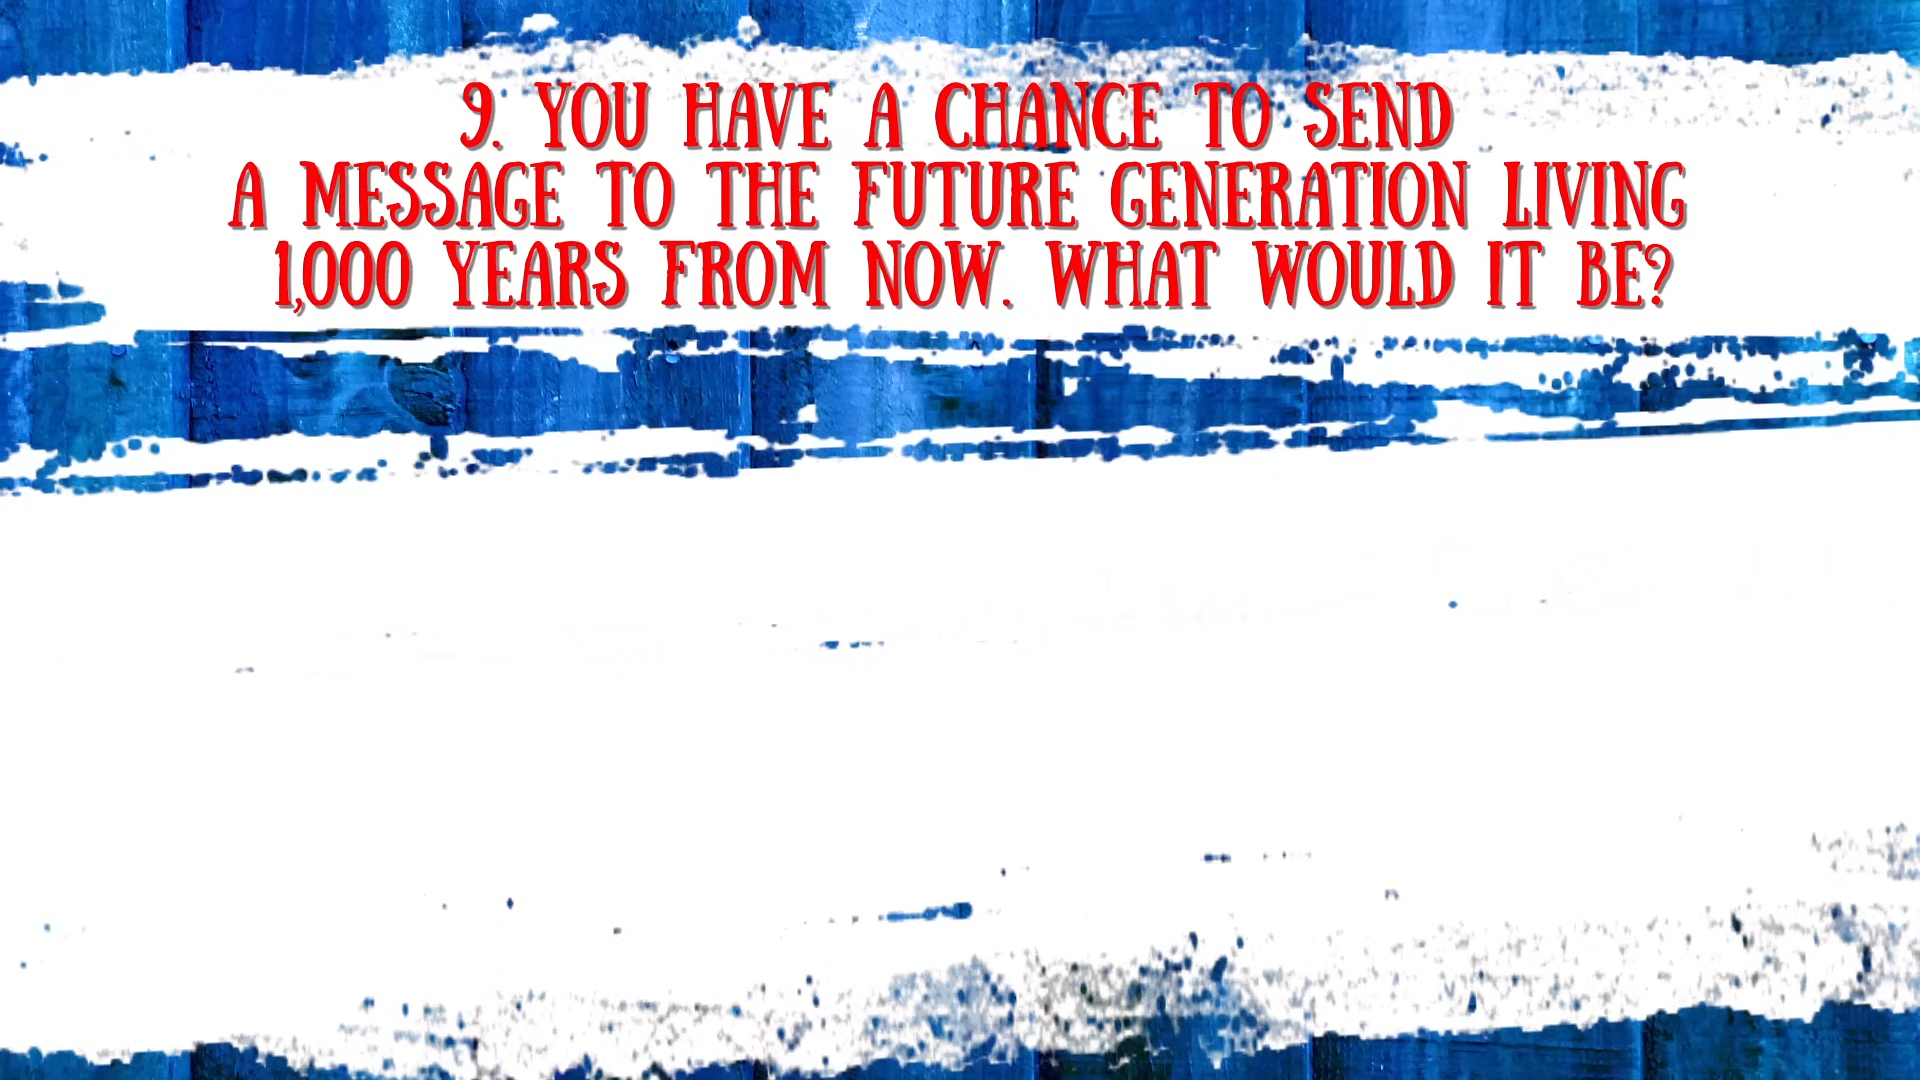 9. YOU HAVE A CHANCE TO SEND
A MESSAGE TO THE FUTURE GENERATION LIVING
1,000 YEARS FROM NOW. WHAT WOULD IT BE?